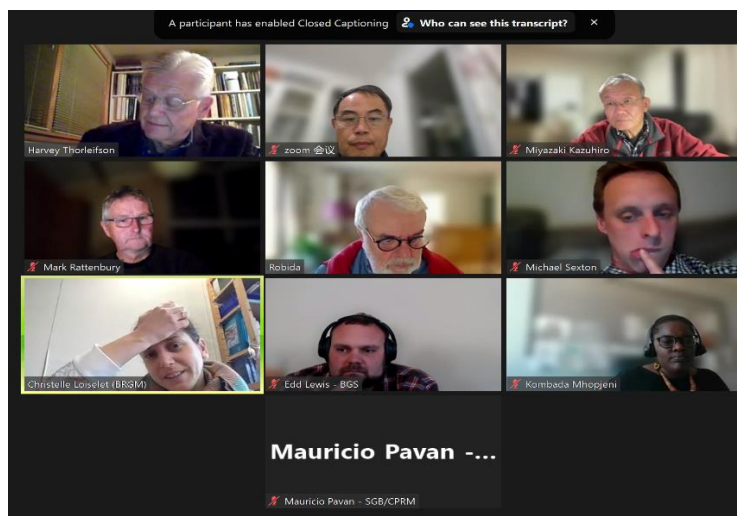 A participant has enabled Closed Captioning Who can see this transcript? ×
Harvey Thorleifson
zoom 会议
Miyazaki Kazuhiro
Mark Rattenbury
Robida
Michael Sexton
Christelle Loiselet (BRGM)
Edd Lewis - BGS
Kombada Mhopjeni
Mauricio Pavan -...
Mauricio Pavan - SGB/CPRM